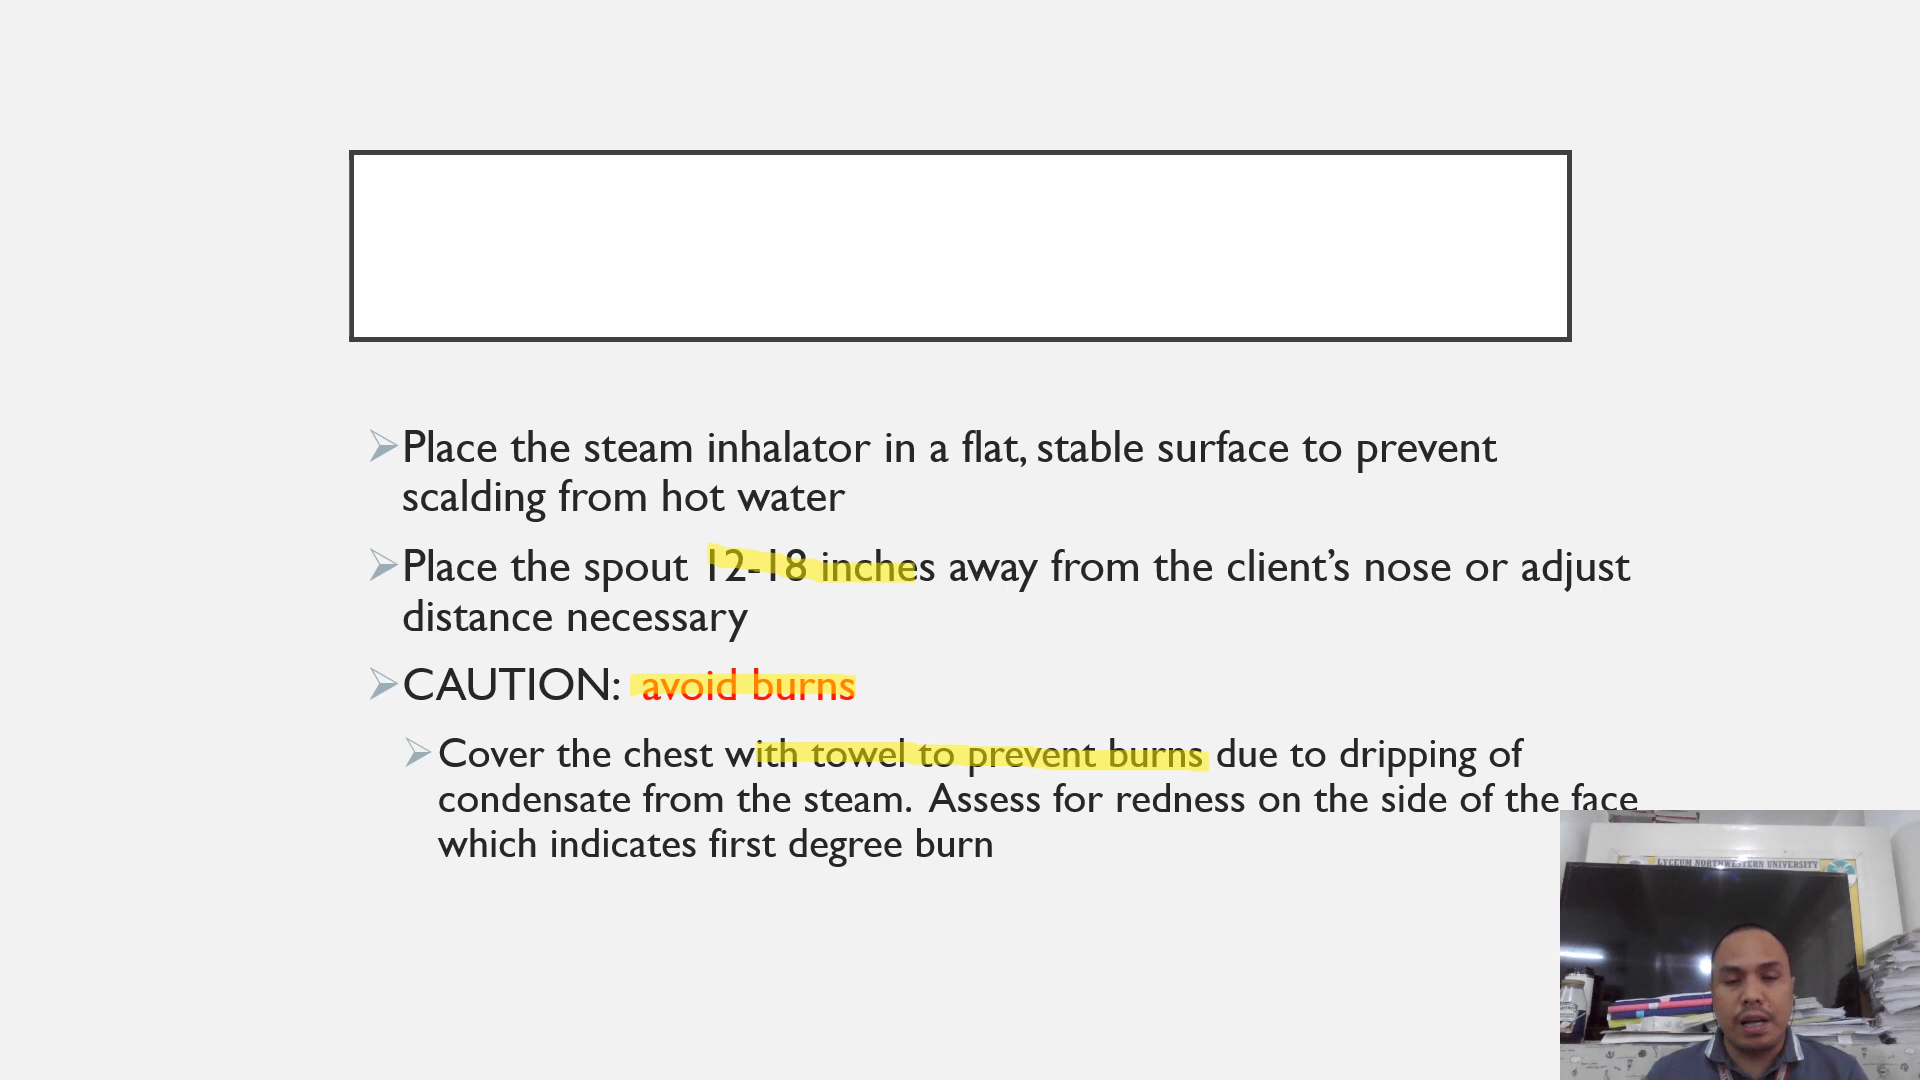 Place the steam inhalator in a flat, stable surface to prevent
scalding from hot water
Place the spout 12-18 inches away from the client’s nose or adjust
distance necessary
CAUTION: avoid burns
Cover the chest with towel to prevent burns due to dripping of
condensate from the steam. Assess for redness on the side of the face
which indicates first degree burn
LYCEUM NORTHWESTERN UNIVERSITY